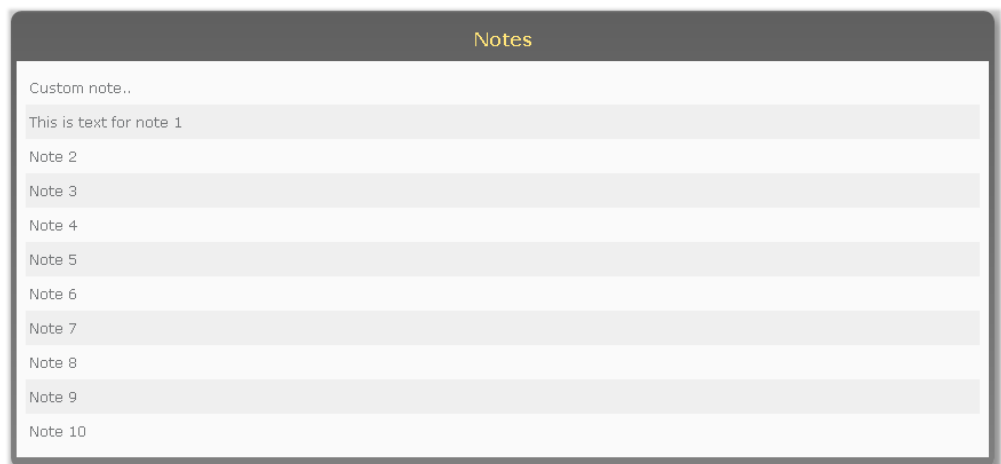 Notes
Custom note..
This is text for note 1
Note 2
Note 3
Note 4
Note 5
Note 6
Note 7
Note 8
Note 9
Note 10